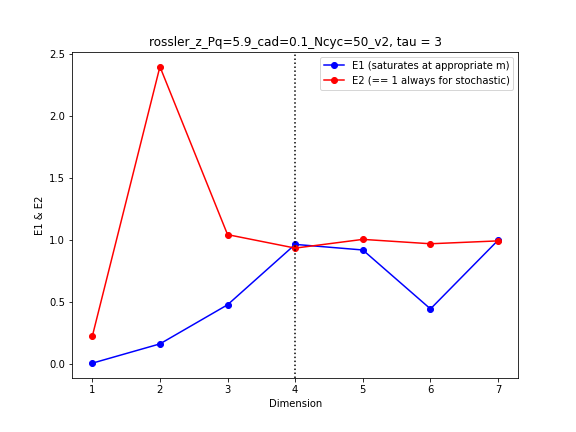 rossler_z_Pq=5.9_cad=0.1_Ncyc=50_v2, tau = 3
E1 (saturates at appropriate m)
E2 (== 1 always for stochastic)
E1 & E2
2.5
2.0
1.5
1.0
0.5
0.0
1 2 3 4 5 6 7
Dimension